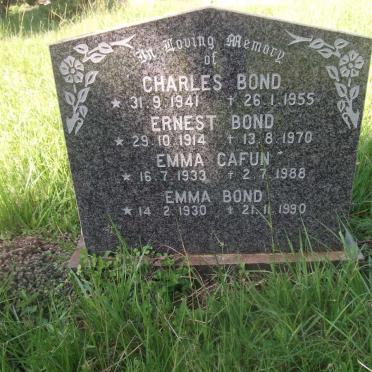 In Loving Memory
of
CHARLES BOND
★ 31.9.1941 † 26.1.1955
ERNEST BOND
★ 29.10.1914 † 13.8.1970
EMMA CAFUN
★ 16.7.1933 † 2.7.1988
EMMA BOND
★ 14.2.1930 † 21.11.1990